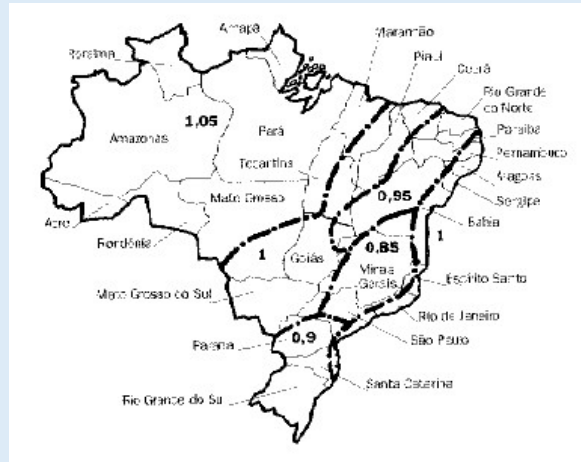 Amapá
Roraima
Maranhão
Piauí
Ceará
Rio Grande
do Norte
Paraíba
Pernambuco
Alagoas
Sergipe
Bahia
1,05
Amazonas
Pará
Tocantins
Mato Grosso
Acre
Rondônia
0,95
1
1
Goiás
0,85
Minas
Gerais
Espírito Santo
Mato Grosso do Sul
Rio de Janeiro
São Paulo
Paraná
0,9
Santa Catarina
Rio Grande do Su